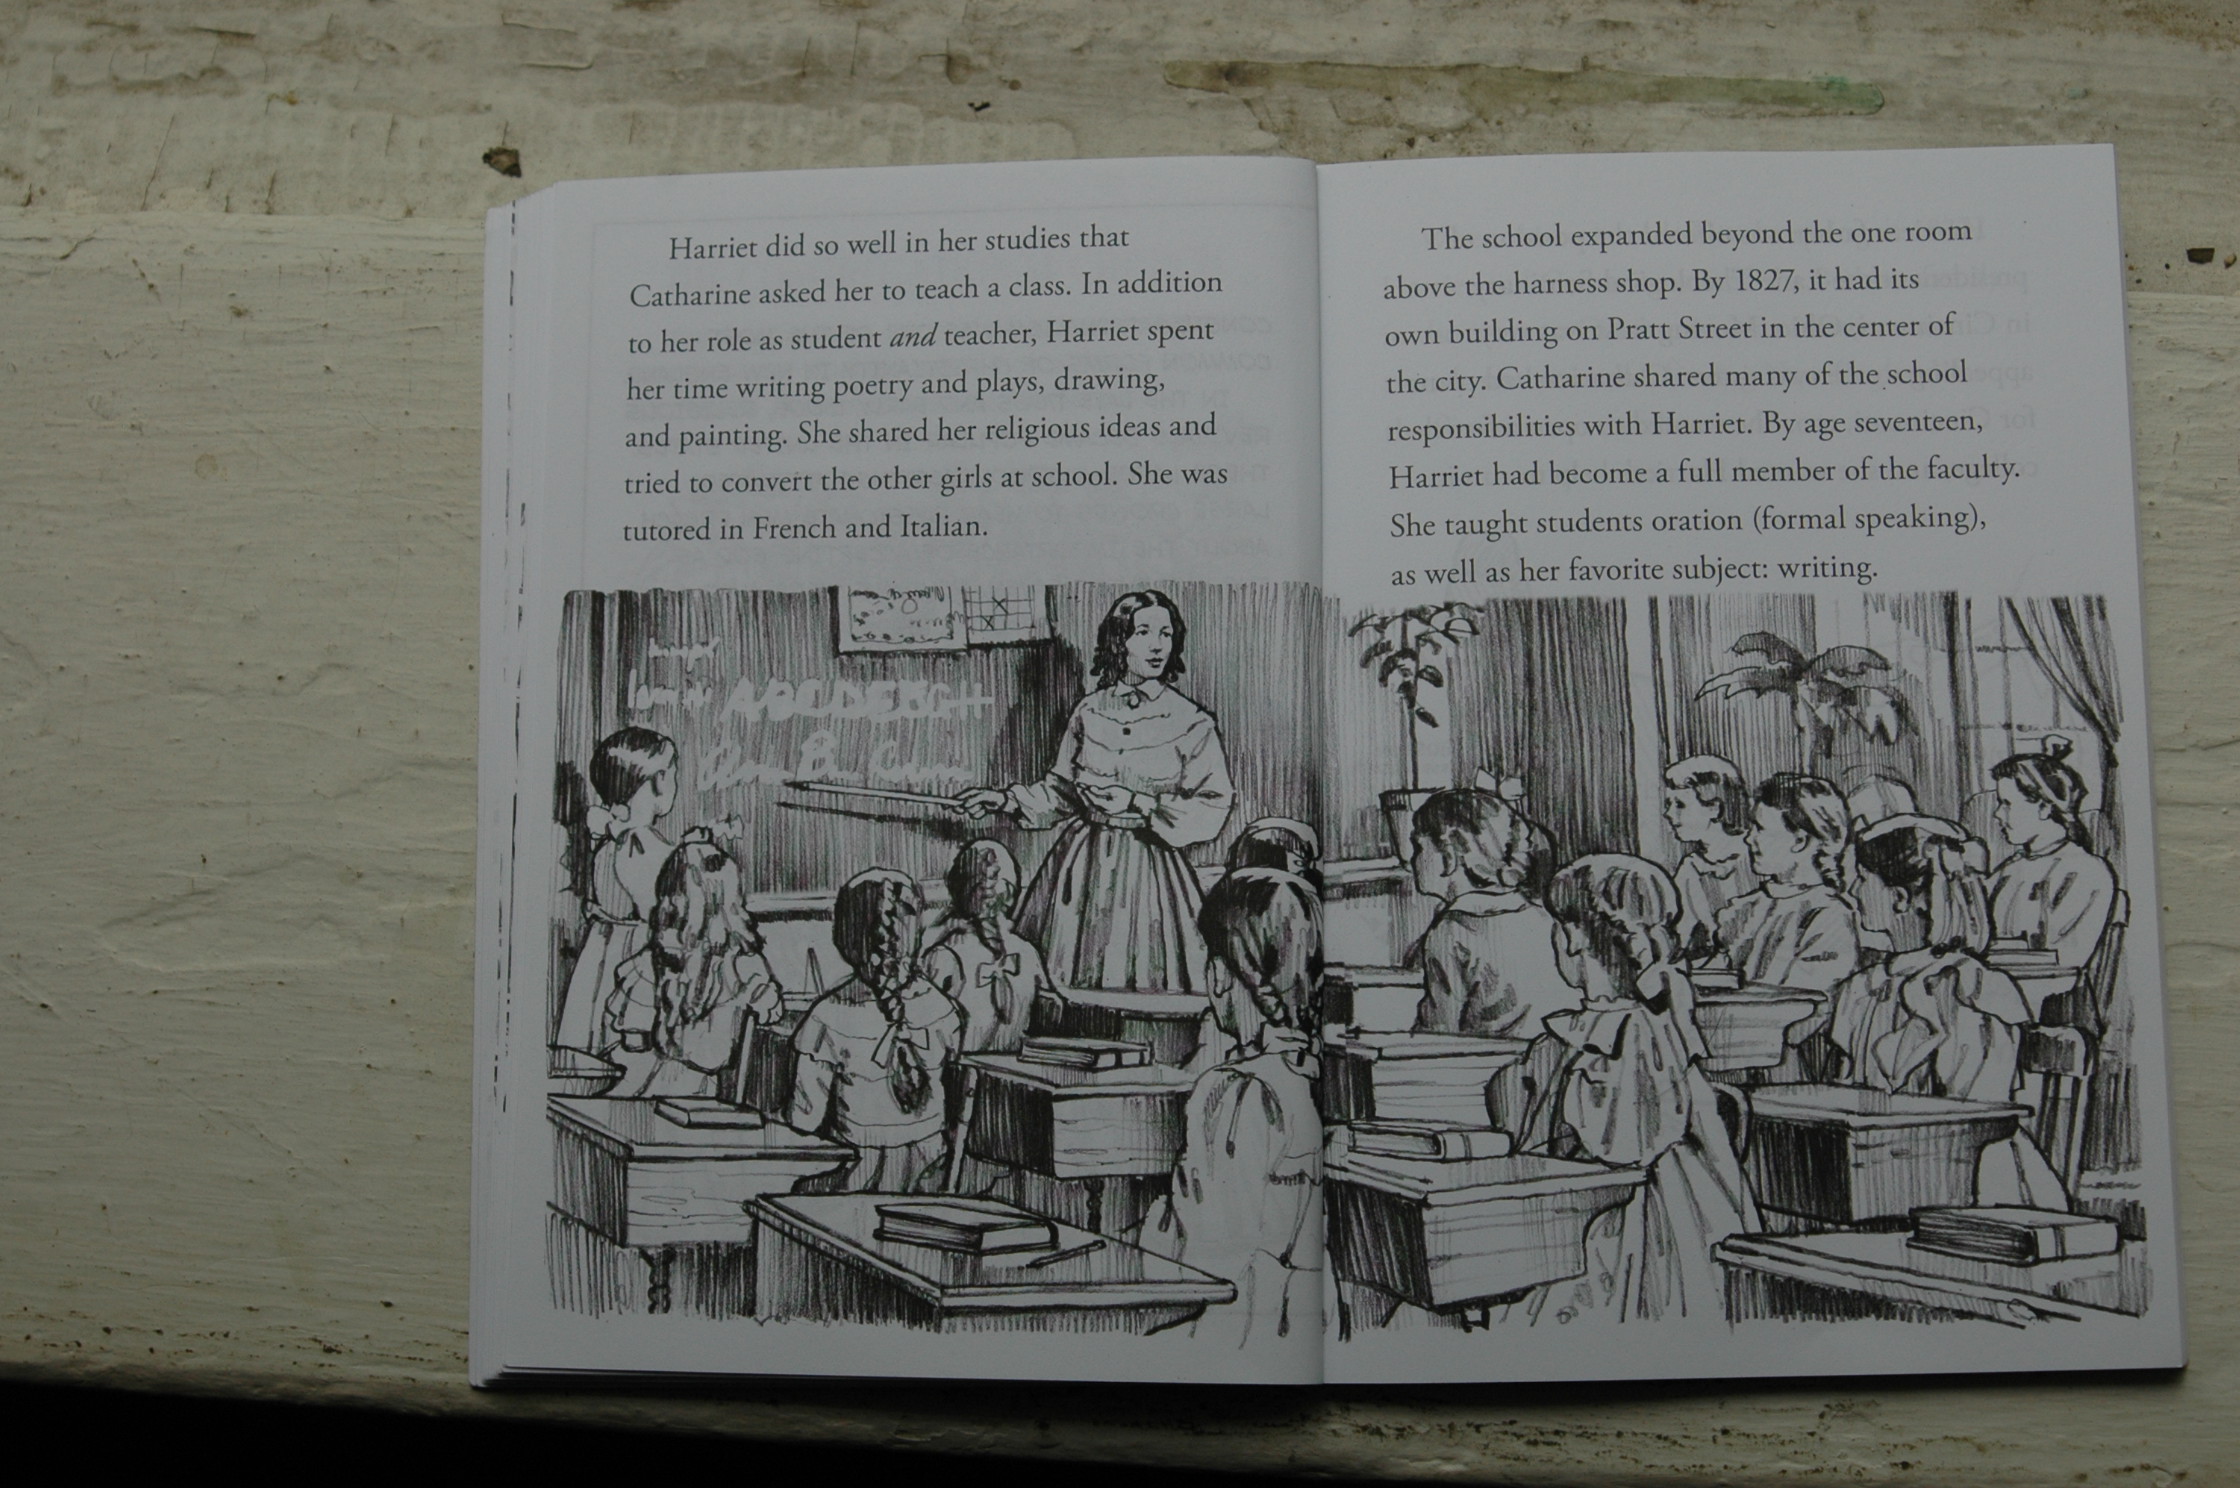 Harriet did so well in her studies that
Catharine asked her to teach a class. In addition
to her role as student and teacher, Harriet spent
her time writing poetry and plays, drawing,
and painting. She shared her religious ideas and
tried to convert the other girls at school. She was
tutored in French and Italian.
The school expanded beyond the one room
above the harness shop. By 1827, it had its
own building on Pratt Street in the center of
the city. Catharine shared many of the school
responsibilities with Harriet. By age seventeen,
Harriet had become a full member of the faculty.
She taught students oration (formal speaking),
as well as her favorite subject: writing.